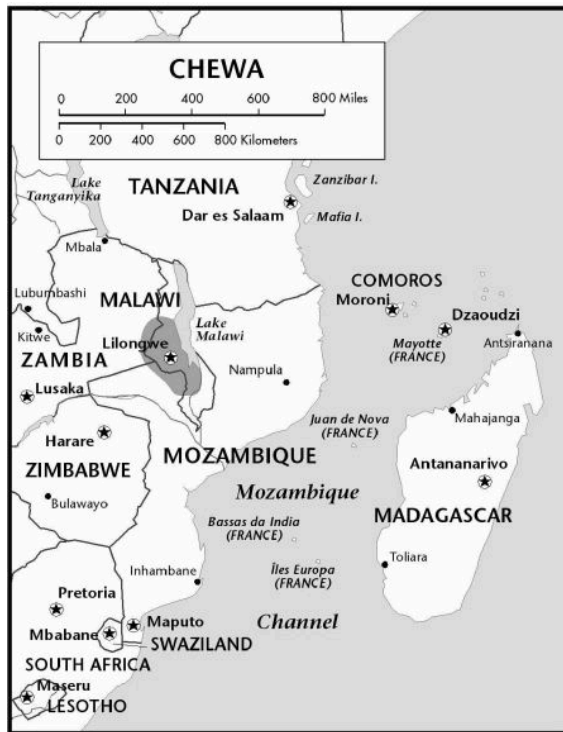 CHEWA
0 200 400 600 800 Miles
0 200 400 600 800 Kilometers
Lake
Tanganyika
TANZANIA
Zanzibar I.
Dar es Salaam
Mafia I.
Mbala
COMOROS
Moroni
Lubumbashi
MALAWI
Dzaoudzi
Kitwe
Lake
Malawi
Lilongwe
Mayotte
(FRANCE)
Antsiranana
ZAMBIA
Nampula
Lusaka
Juan de Nova
(FRANCE)
Mahajanga
Harare
MOZAMBIQUE
Antananarivo
ZIMBABWE
Mozambique
Bulawayo
MADAGASCAR
Bassas da India
(FRANCE)
Toliara
Inhambane
Îles Europa
(FRANCE)
Pretoria
Channel
Maputo
Mbabane
SWAZILAND
SOUTH AFRICA
Maseru
LESOTHO